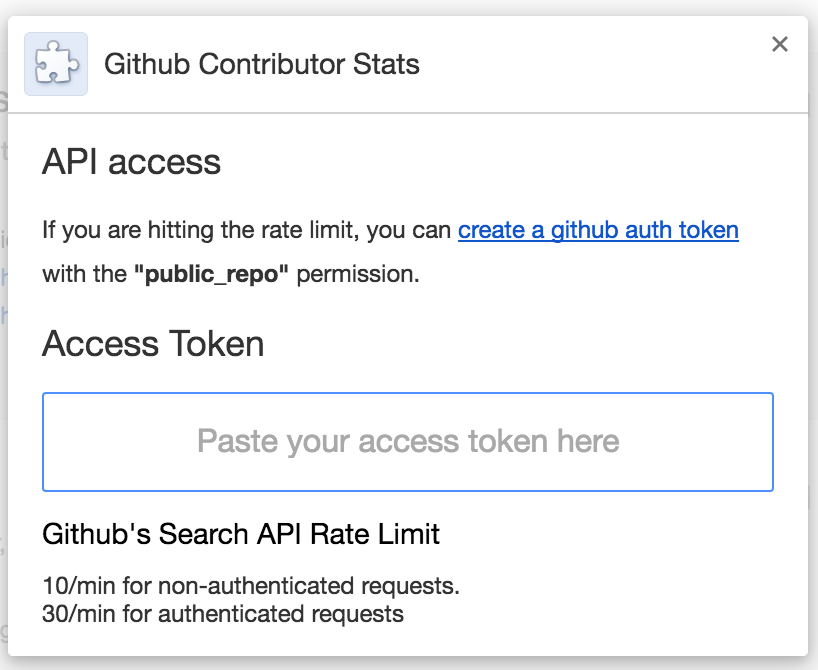 Github Contributor Stats
API access
If you are hitting the rate limit, you can create a github auth token
with the "public_repo" permission.
Access Token
Paste your access token here
Github's Search API Rate Limit
10/min for non-authenticated requests.
30/min for authenticated requests